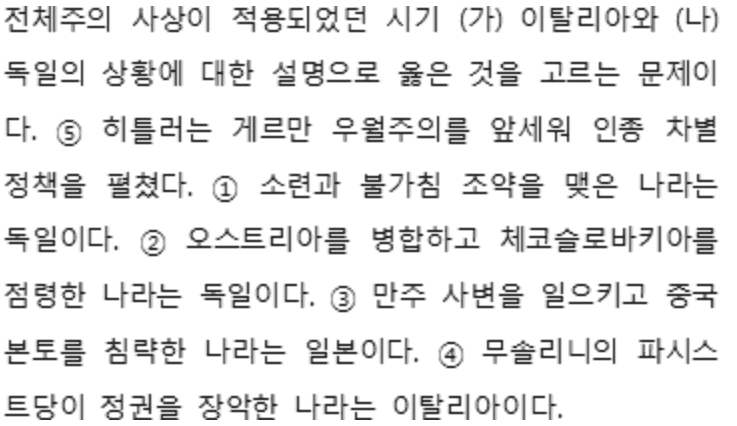 전체주의 사상이 적용되었던 시기 (가) 이탈리아와 (나)
독일의 상황에 대한 설명으로 옳은 것을 고르는 문제이
다. ⑤ 히틀러는 게르만 우월주의를 앞세워 인종 차별
정책을 펼쳤다. ① 소련과 불가침 조약을 맺은 나라는
독일이다. ② 오스트리아를 병합하고 체코슬로바키아를
점령한 나라는 독일이다. ③ 만주 사변을 일으키고 중국
본토를 침략한 나라는 일본이다. ④ 무솔리니의 파시스
트당이 정권을 장악한 나라는 이탈리아이다.